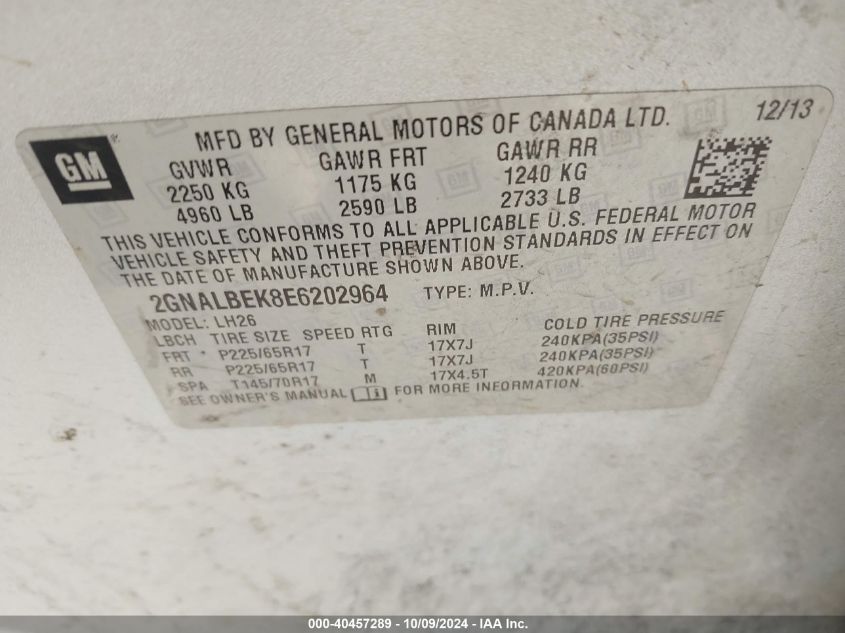 12/13
GM
MFD BY GENERAL MOTORS OF CANADA LTD.
GVWR GAWR FRT GAWR RR
2250 KG 1175 KG 1240 KG
4960 LB 2590 LB 2733 LB
THIS VEHICLE CONFORMS TO ALL APPLICABLE U.S. FEDERAL MOTOR
VEHICLE SAFETY AND THEFT PREVENTION STANDARDS IN EFFECT ON
THE DATE OF MANUFACTURE SHOWN ABOVE.
2GNALBEK8E6202964 TYPE: M.P.V.
MODEL: LH26
LBCH TIRE SIZE SPEED RTG RIM COLD TIRE PRESSURE
FRT P225/65R17 T 17X7J 240KPA(35PSI)
RR P225/65R17 T 17X7J 240KPA(35PSI)
SPA T145/70R17 M 17X4.5T 420KPA(60PSI)
SEE OWNER'S MANUAL FOR MORE INFORMATION.
000-40457289 - 10/09/2024 - IAA Inc.